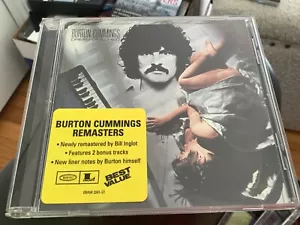 BURTON CUMMINGS
BURTON CUMMINGS
REMASTERS
• Newly remastered by Bill Inglot
• Features 2 bonus tracks
• New liner notes by Burton himself
BEST
VALUE